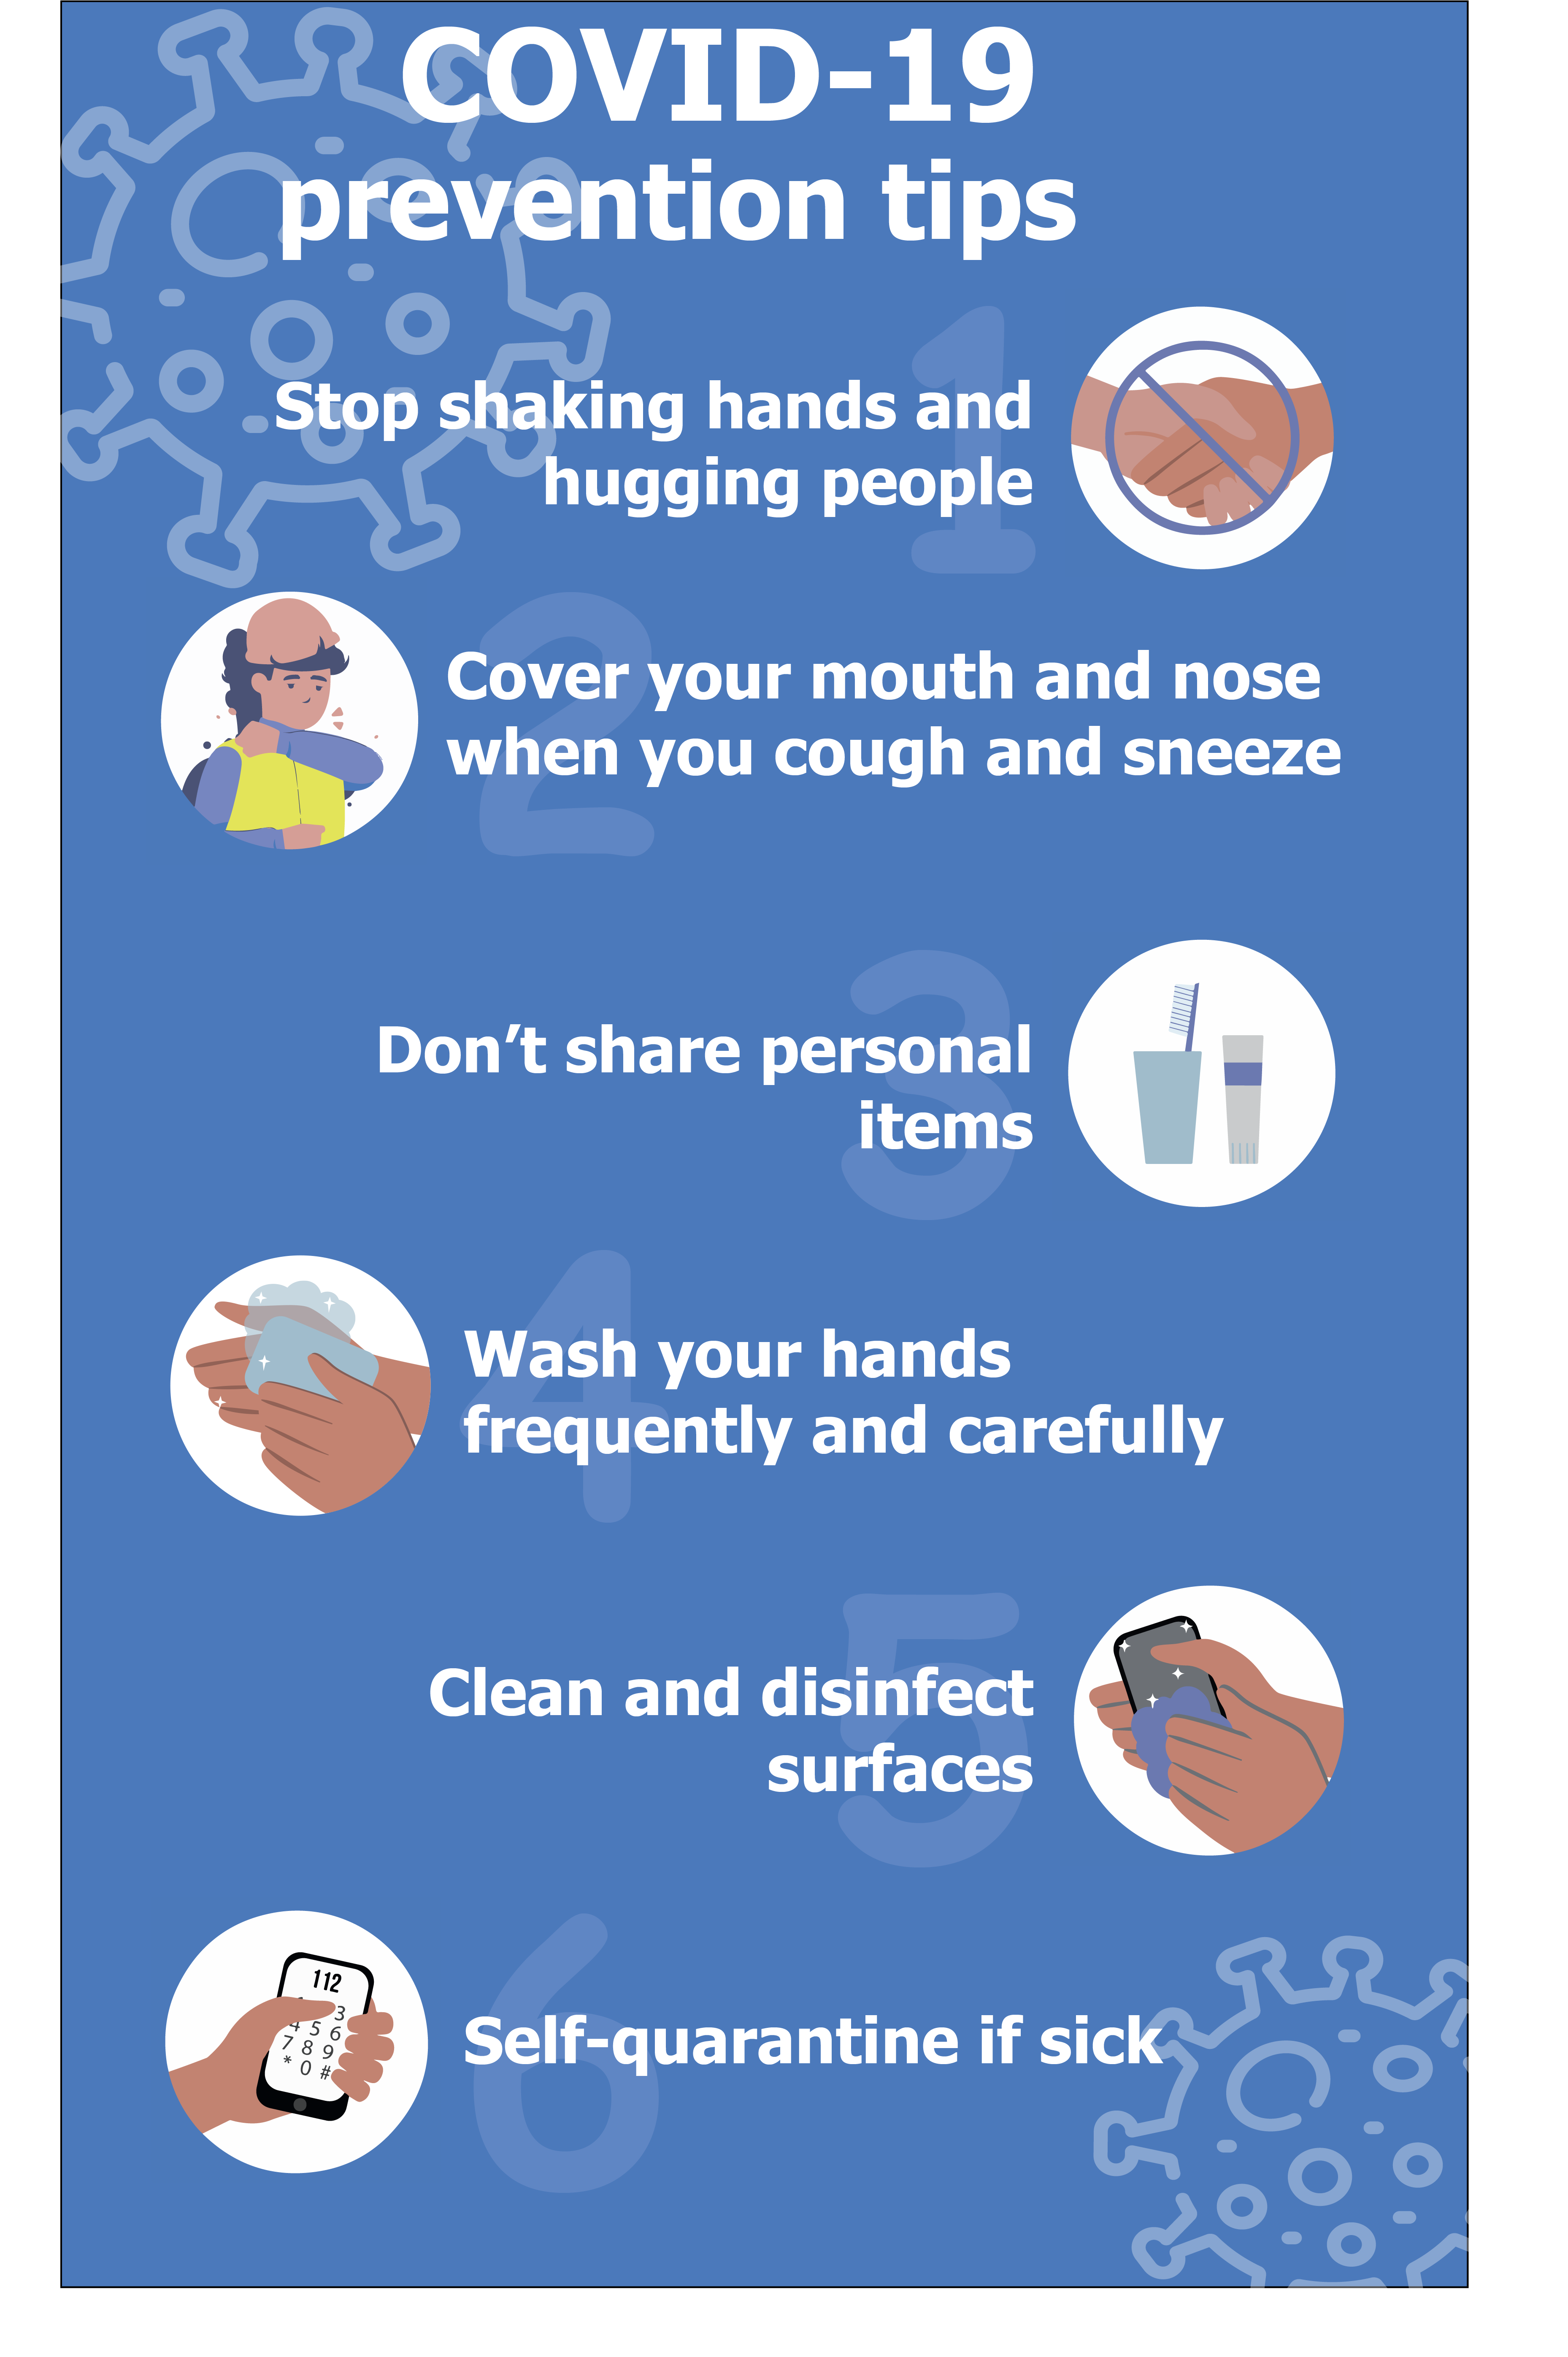 COVID-19
prevention tips
1
Stop shaking hands and
hugging people
2
Cover your mouth and nose
when you cough and sneeze
3
Don’t share personal
items
4
Wash your hands
frequently and carefully
5
Clean and disinfect
surfaces
6
Self-quarantine if sick
112
3
4 5 6
7 8 9
* 0 #